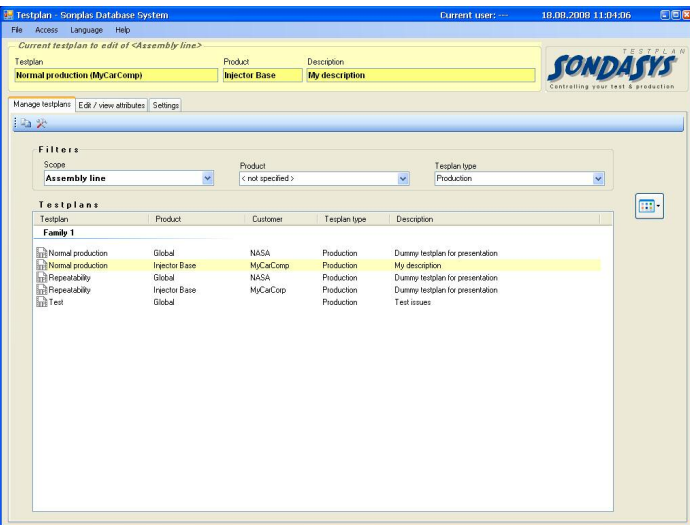 Testplan - Sonplas Database System Current user: --- 18.08.2008 11:04:06
File Access Language Help
Current testplan to edit of <Assembly line>
Testplan Product Description
Normal production (MyCarComp) Injector Base My description
TESTPLAN
SONDASYS
Controlling your test & production
Manage testplans Edit / view attributes Settings
Filters
Scope Product Tesplan type
Assembly line < not specified > Production
Testplans
Testplan Product Customer Tesplan type Description
Family 1
Normal production Global NASA Production Dummy testplan for presentation
Normal production Injector Base MyCarComp Production My description
Repeatability Global NASA Production Dummy testplan for presentation
Repeatability Injector Base MyCarCorp Production Dummy testplan for presentation
Test Global Production Test issues